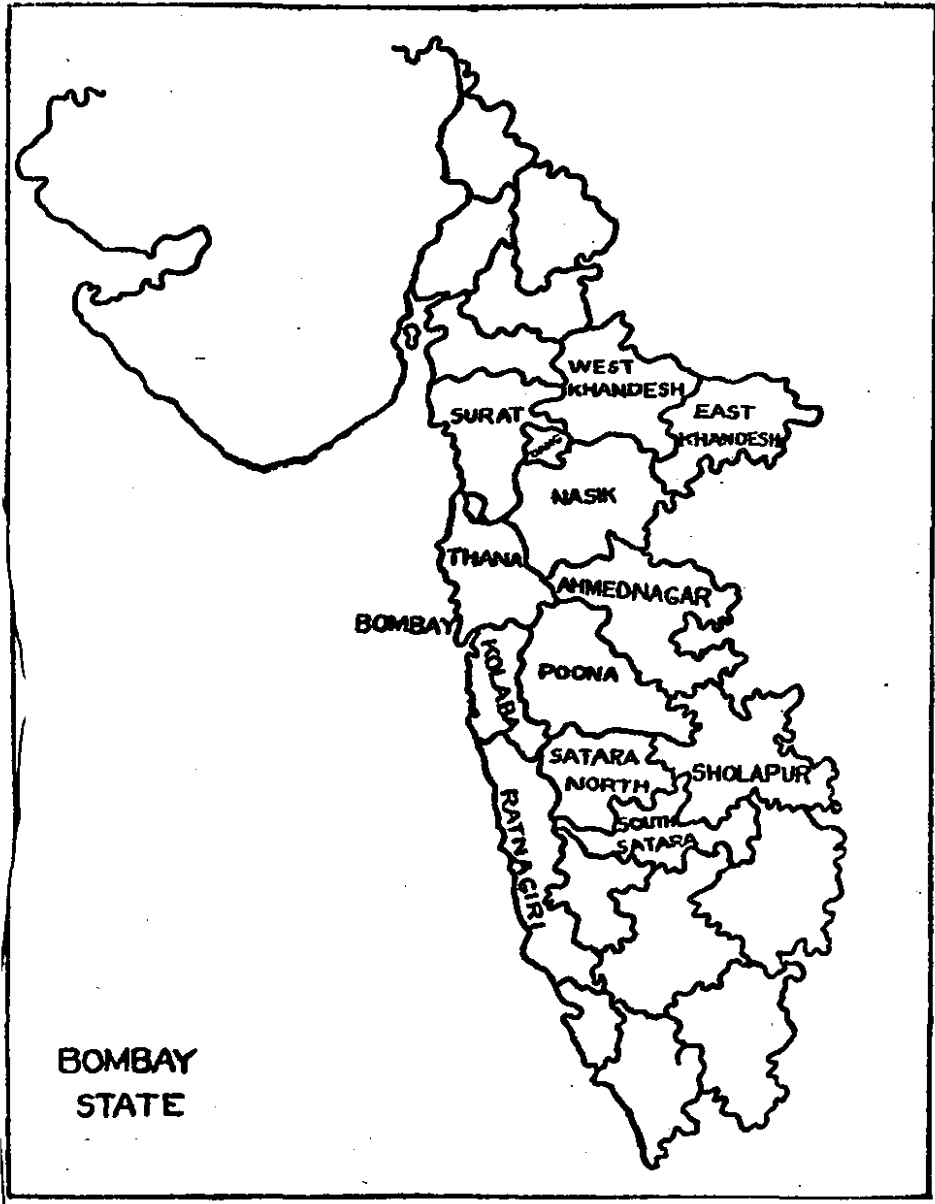 WEST
KHANDESH
EAST
KHANDESH
SURAT
DANG
NASIK
THANA
AHMEDNAGAR
BOMBAY
KOLABA
POONA
SATARA
NORTH
SHOLAPUR
RATNAGIRI
SOUTH
SATARA
BOMBAY
STATE